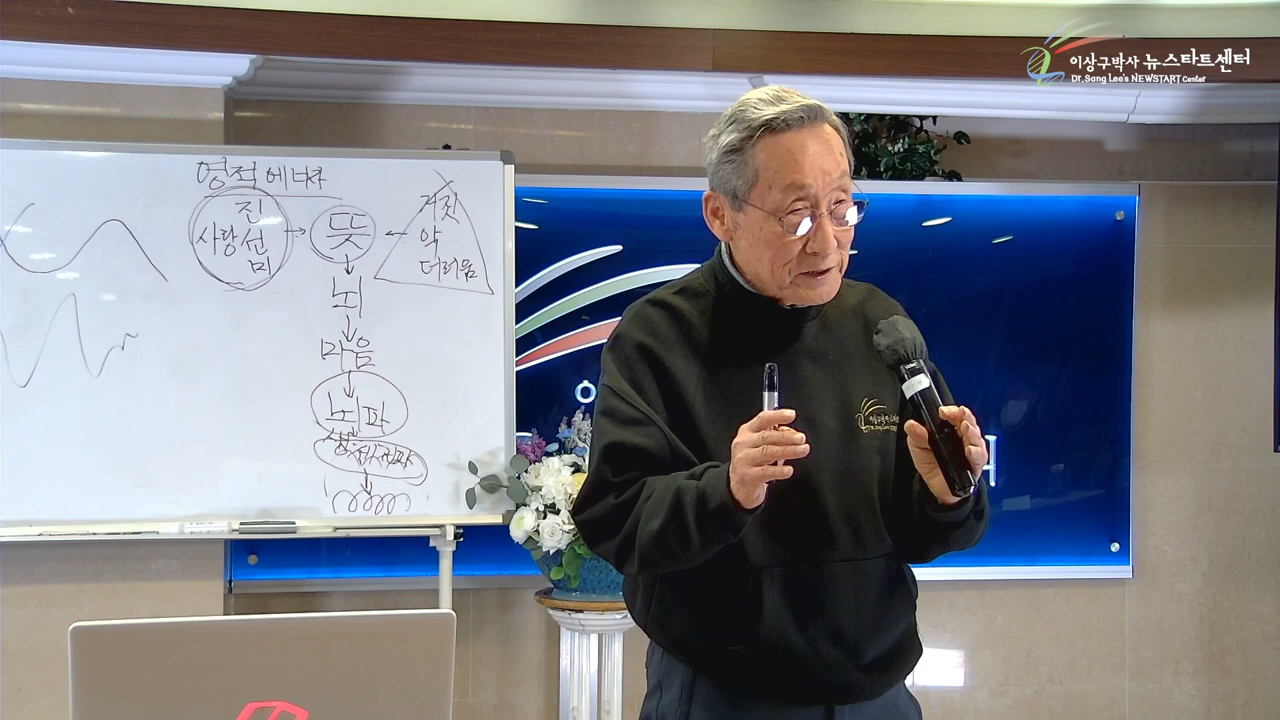 이상구박사 뉴스타트센터
Dr. Sang Lee's NEWSTART Center
영적 에너지
진
사랑 선
미
뜻
거짓
악
더러움
뇌
마음
뇌파
O
H